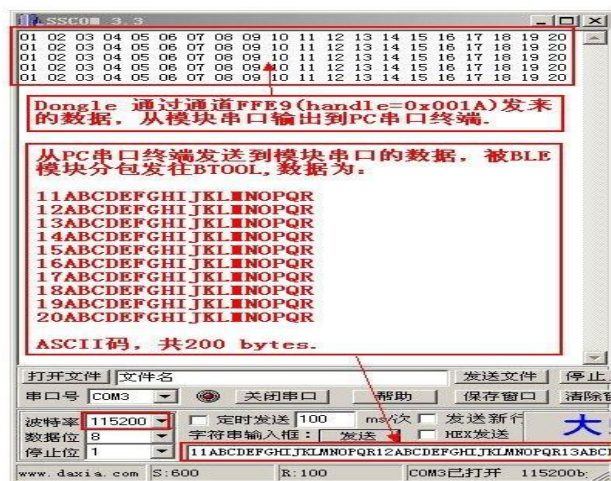 SSCOM 3.3
01 02 03 04 05 06 07 08 09 10 11 12 13 14 15 16 17 18 19 20
01 02 03 04 05 06 07 08 09 10 11 12 13 14 15 16 17 18 19 20
01 02 03 04 05 06 07 08 09 10 11 12 13 14 15 16 17 18 19 20
01 02 03 04 05 06 07 08 09 10 11 12 13 14 15 16 17 18 19 20
01 02 03 04 05 06 07 08 09 10 11 12 13 14 15 16 17 18 19 20
Dongle 通过通道FFE9(handle=0x001A)发来
的数据，从模块串口输出到PC串口终端.
从PC串口终端发送到模块串口的数据，被BLE
模块分包发往BTOOL,数据为：
11ABCDEFGHIJKLMNOPQR
12ABCDEFGHIJKLMNOPQR
13ABCDEFGHIJKLMNOPQR
14ABCDEFGHIJKLMNOPQR
15ABCDEFGHIJKLMNOPQR
16ABCDEFGHIJKLMNOPQR
17ABCDEFGHIJKLMNOPQR
18ABCDEFGHIJKLMNOPQR
19ABCDEFGHIJKLMNOPQR
20ABCDEFGHIJKLMNOPQR
ASCII码，共200 bytes.
打开文件 文件名 发送文件 停止
串口号 COM3 关闭串口 帮助 保存窗口 清除
波特率 115200 定时发送 100 ms/次 发送新行 大
数据位 8 字符串输入框： 发送 HEX发送
停止位 1 11ABCDEFGHIJKLMNOPQR12ABCDEFGHIJKLMNOPQR13ABC
www.daxia.com S:600 R:100 COM3已打开 115200b